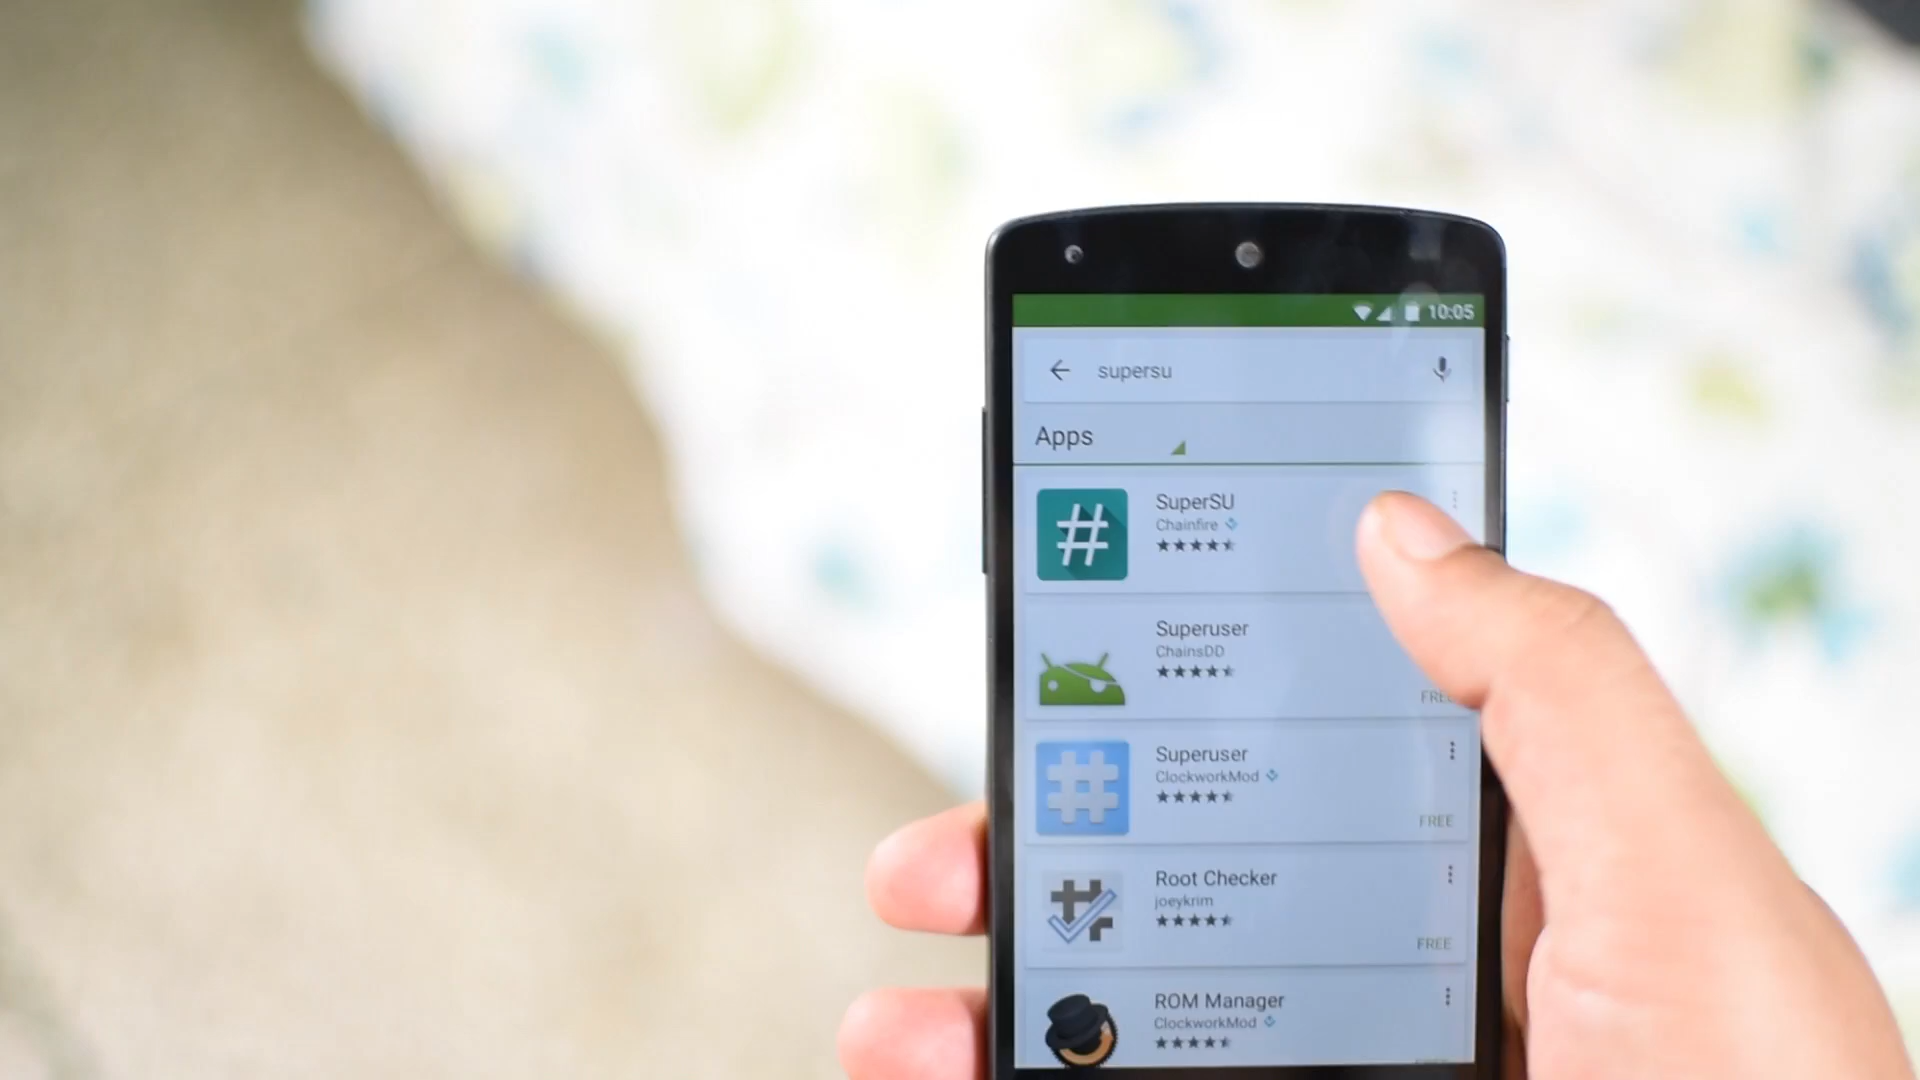 10:05
supersu
Apps
SuperSU
Chainfire
Superuser
ChainsDD
FREE
Superuser
ClockworkMod
FREE
Root Checker
joeykrim
FREE
ROM Manager
ClockworkMod